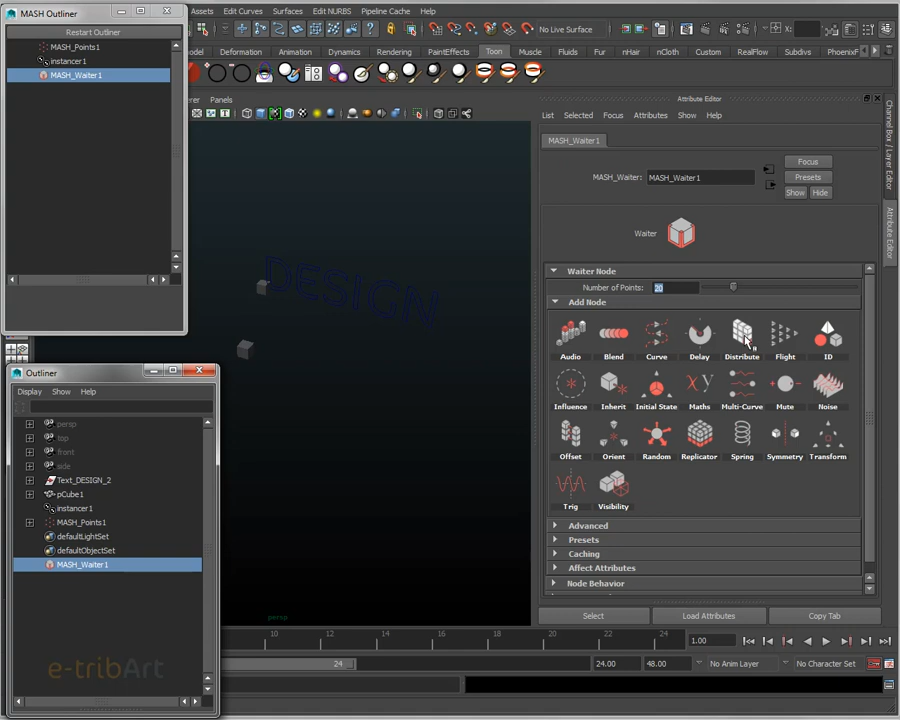 MASH Outliner
Restart Outliner
MASH_Points1
instancer1
MASH_Waiter1
Assets Edit Curves Surfaces Edit NURBS Pipeline Cache
No Live Surface
Deformation Animation Dynamics Rendering PaintEffects Toon Muscle Fluids Fur nHair nCloth Custom RealFlow Subdivs PhoenixF
Panels
DESIGN
persp
Outliner
Display Show Help
persp
top
front
side
Text_DESIGN_2
pCube1
instancer1
MASH_Points1
defaultLightSet
defaultObjectSet
MASH_Waiter1
e-tribArt
Attribute Editor
List Selected Focus Attributes Show Help
MASH_Waiter1
MASH_Waiter: MASH_Waiter1
Focus
Presets
Show Hide
Waiter
Waiter Node
Number of Points: 20
Add Node
Audio Blend Curve Delay Distribute Flight ID
Influence Inherit Initial State Maths Multi-Curve Mute Noise
Offset Orient Random Replicator Spring Symmetry Transform
Trig Visibility
Advanced
Presets
Caching
Affect Attributes
Node Behavior
Select Load Attributes Copy Tab
Channel Box / Layer Editor
Attribute Editor
10 12 14 16 18 20 22 24
1.00
24
24.00 48.00 No Anim Layer No Character Set